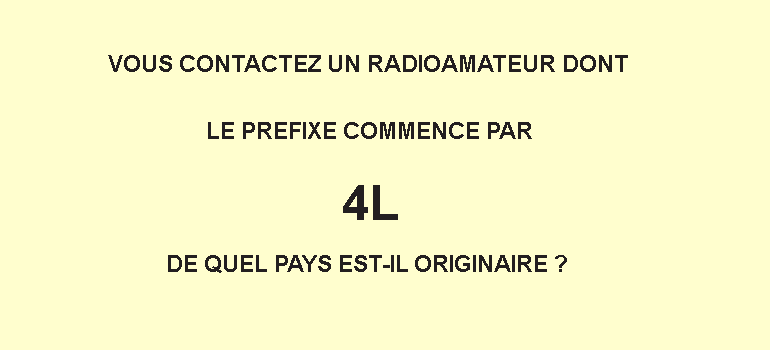 VOUS CONTACTEZ UN RADIOAMATEUR DONT
LE PREFIXE COMMENCE PAR
4L
DE QUEL PAYS EST-IL ORIGINAIRE ?